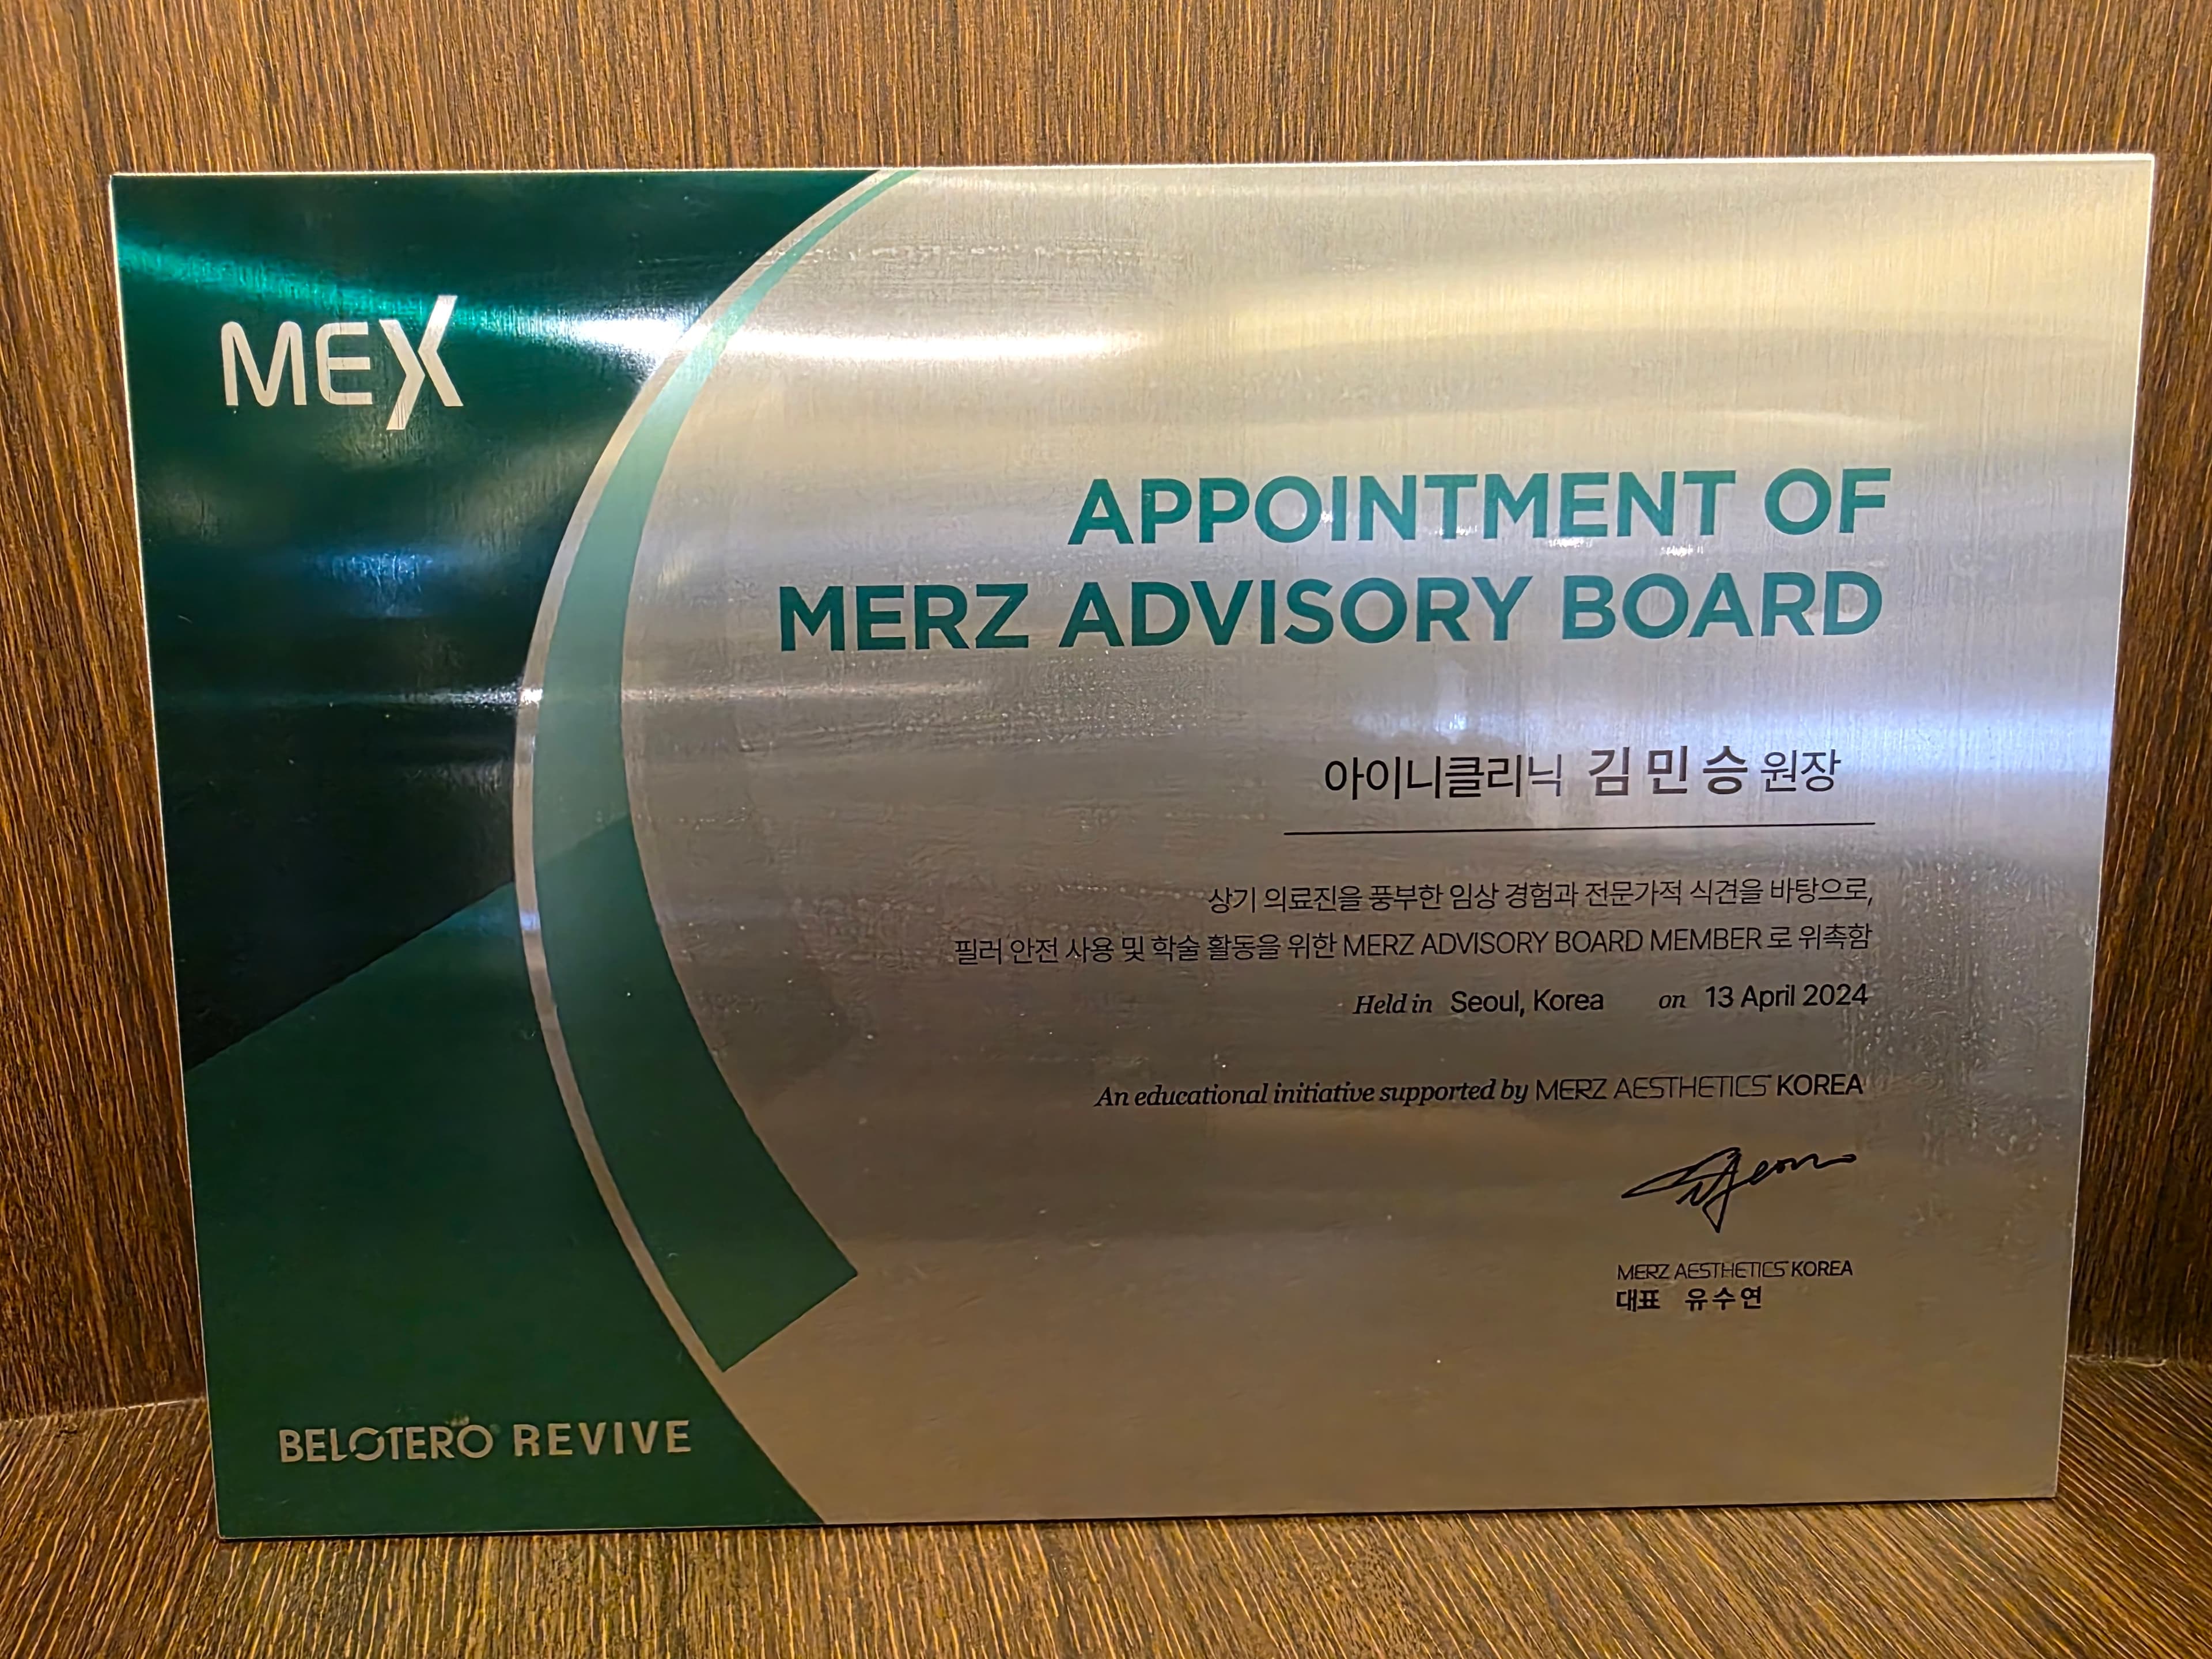 MEX
APPOINTMENT OF
MERZ ADVISORY BOARD
아이니클리닉 김민승 원장
상기 의료진을 풍부한 임상 경험과 전문가적 식견을 바탕으로,
필러 안전 사용 및 학술 활동을 위한 MERZ ADVISORY BOARD MEMBER 로 위촉함
Held in Seoul, Korea on 13 April 2024
An educational initiative supported by MERZ AESTHETICS KOREA
MERZ AESTHETICS KOREA
대표 유수연
BELOTERO® REVIVE